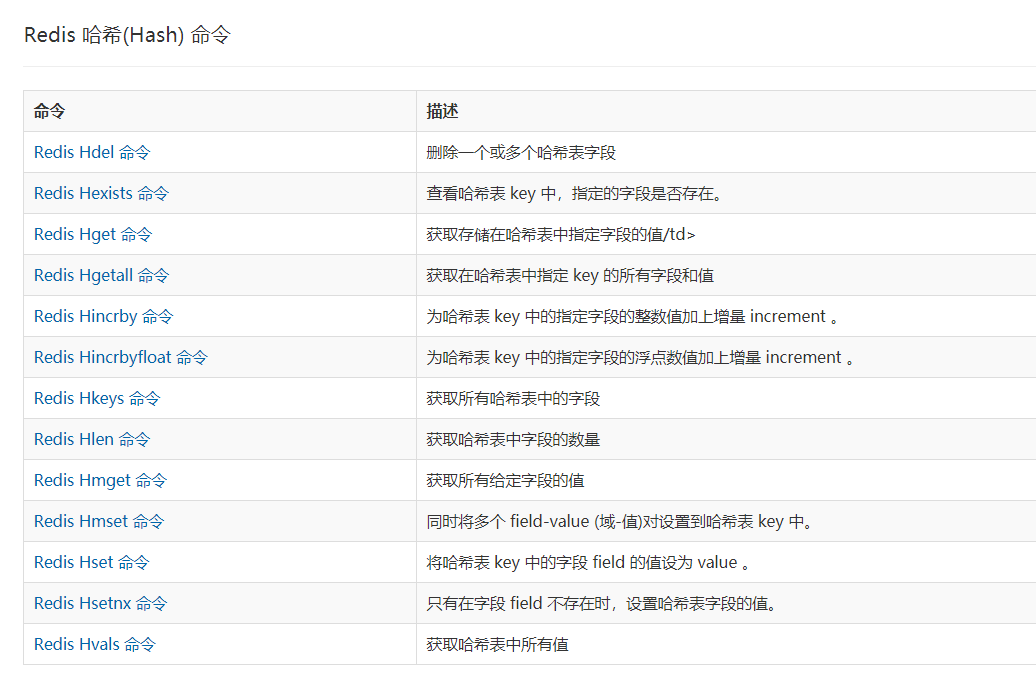 Redis 哈希(Hash) 命令
命令 描述
Redis Hdel 命令 删除一个或多个哈希表字段
Redis Hexists 命令 查看哈希表 key 中，指定的字段是否存在。
Redis Hget 命令 获取存储在哈希表中指定字段的值/td>
Redis Hgetall 命令 获取在哈希表中指定 key 的所有字段和值
Redis Hincrby 命令 为哈希表 key 中的指定字段的整数值加上增量 increment 。
Redis Hincrbyfloat 命令 为哈希表 key 中的指定字段的浮点数值加上增量 increment 。
Redis Hkeys 命令 获取所有哈希表中的字段
Redis Hlen 命令 获取哈希表中字段的数量
Redis Hmget 命令 获取所有给定字段的值
Redis Hmset 命令 同时将多个 field-value (域-值)对设置到哈希表 key 中。
Redis Hset 命令 将哈希表 key 中的字段 field 的值设为 value 。
Redis Hsetnx 命令 只有在字段 field 不存在时，设置哈希表字段的值。
Redis Hvals 命令 获取哈希表中所有值